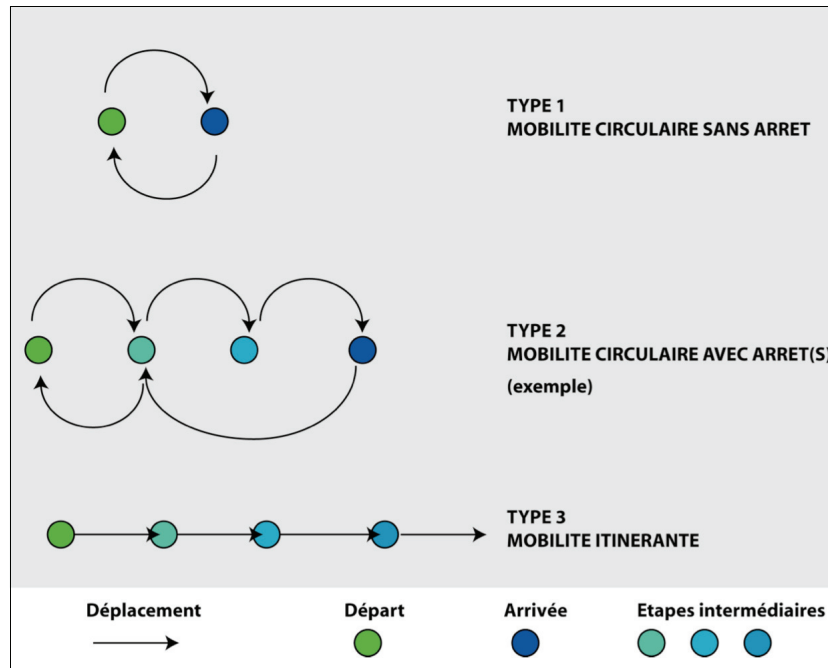 TYPE 1
MOBILITE CIRCULAIRE SANS ARRET
TYPE 2
MOBILITE CIRCULAIRE AVEC ARRET(S)
(exemple)
TYPE 3
MOBILITE ITINERANTE
Déplacement
Départ
Arrivée
Etapes intermédiaires